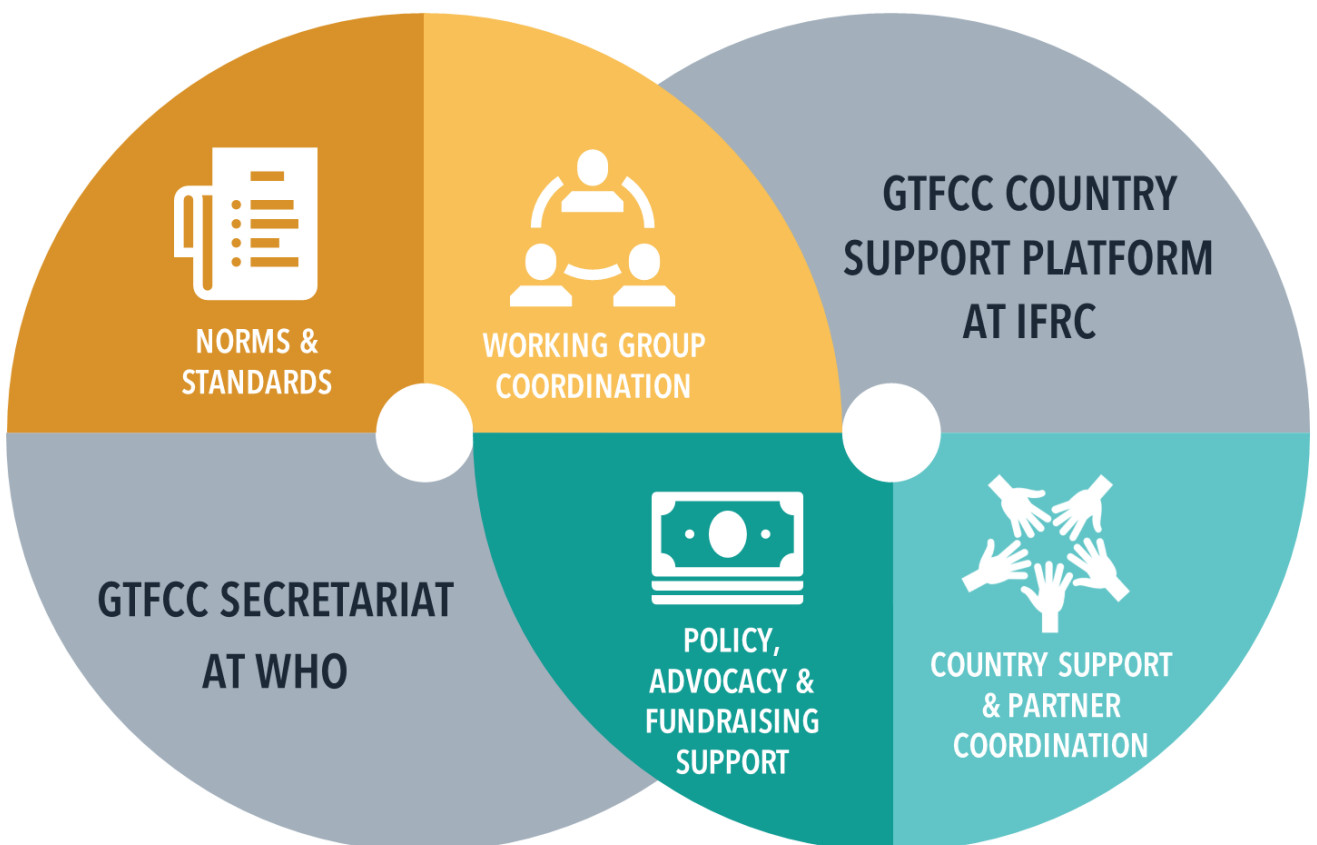 NORMS &
STANDARDS
WORKING GROUP
COORDINATION
GTFCC COUNTRY
SUPPORT PLATFORM
AT IFRC
GTFCC SECRETARIAT
AT WHO
POLICY,
ADVOCACY &
FUNDRAISING
SUPPORT
COUNTRY SUPPORT
& PARTNER
COORDINATION